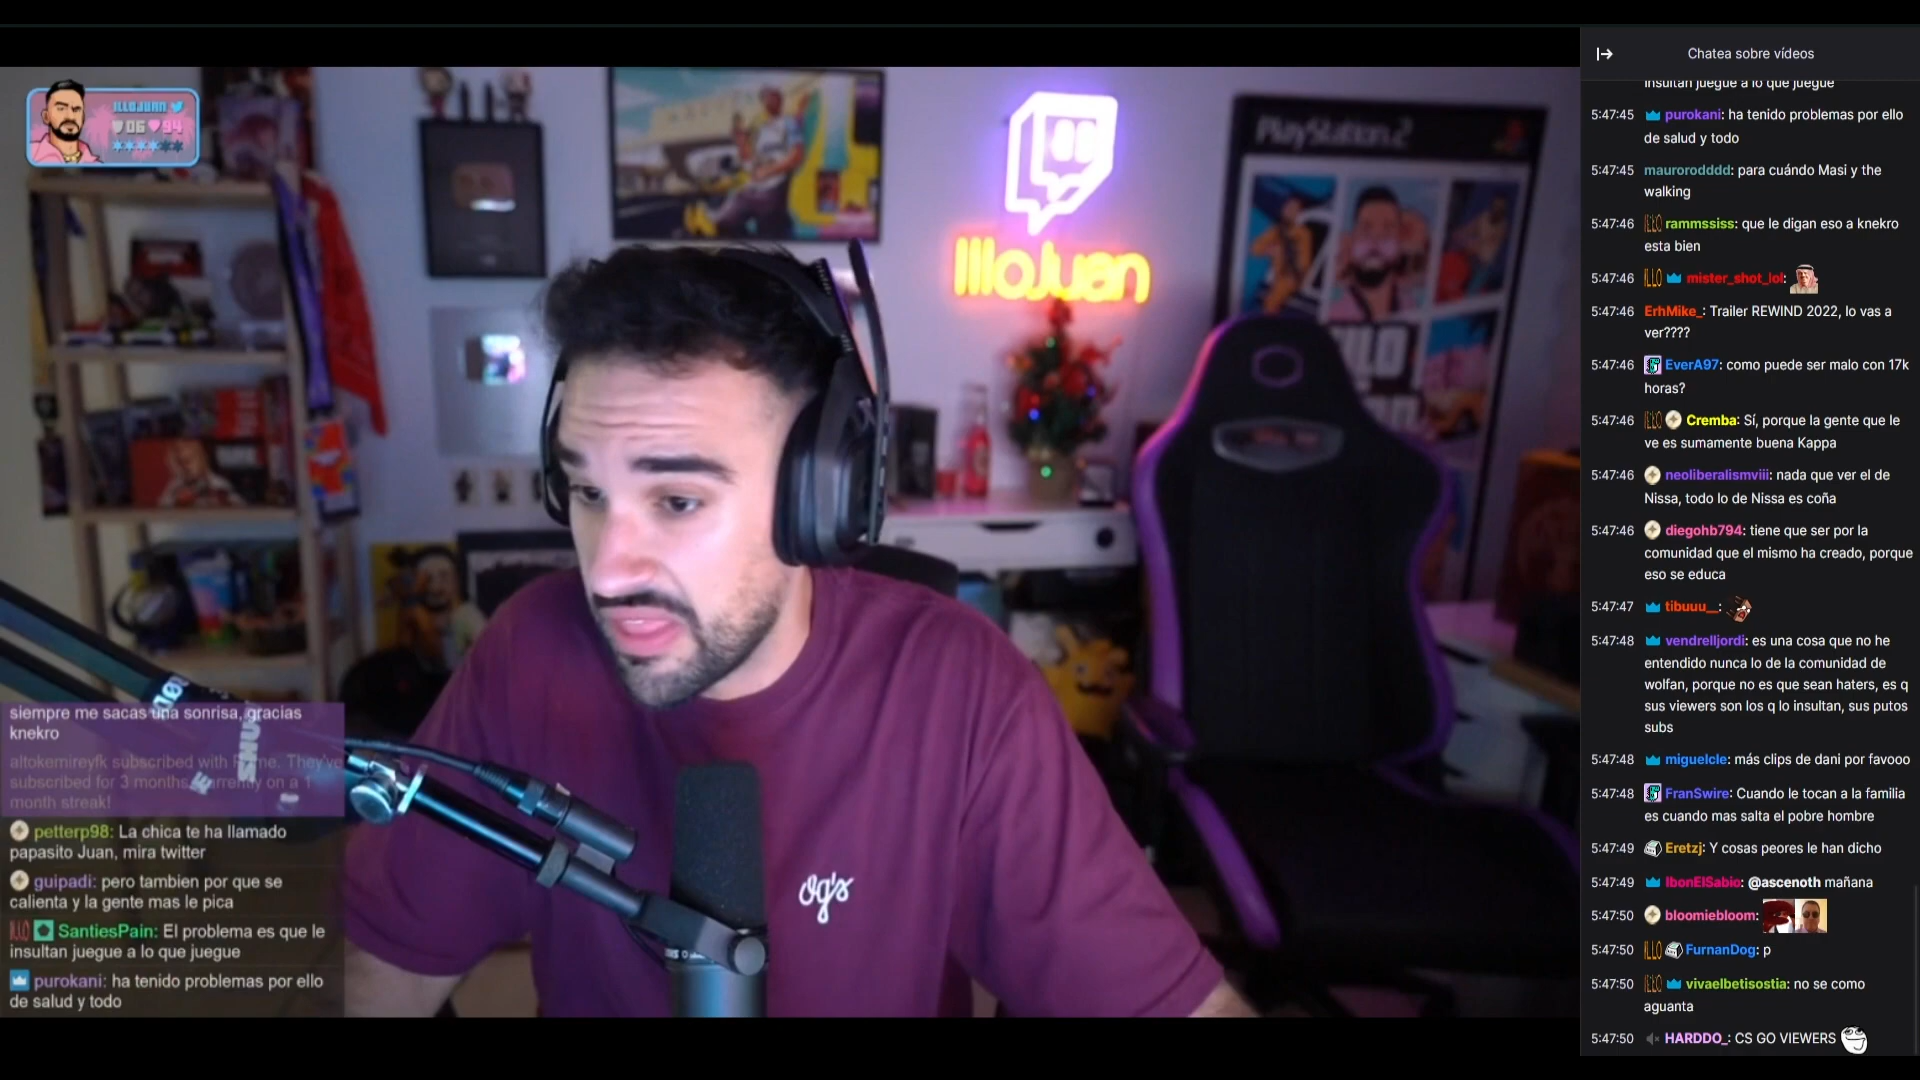 ILLOJUAN
06 94
PlayStation 2
IlloJuan
og's
siempre me sacas una sonrisa, gracias
knekro
subscribed for 3 months
month streak!
petterp98: La chica te ha llamado
papasito Juan, mira twitter
guipadi: pero tambien por que se
calienta y la gente mas le pica
SantiesPain: El problema es que le
insultan juegue a lo que juegue
purokani: ha tenido problemas por ello
de salud y todo
Chatea sobre vídeos
insultan juegue a lo que juegue
5:47:45 purokani: ha tenido problemas por ello
de salud y todo
5:47:45 maurorodddd: para cuándo Masi y the
walking
5:47:46 rammssiss: que le digan eso a knekro
esta bien
5:47:46 mister_shot_lol:
5:47:46 ErhMike_: Trailer REWIND 2022, lo vas a
ver????
5:47:46 EverA97: como puede ser malo con 17k
horas?
5:47:46 Cremba: Sí, porque la gente que le
ve es sumamente buena Kappa
5:47:46 neoliberalismviii: nada que ver el de
Nissa, todo lo de Nissa es coña
5:47:46 diegohb794: tiene que ser por la
comunidad que el mismo ha creado, porque
eso se educa
5:47:47 tibuuu__:
5:47:48 vendrelljordi: es una cosa que no he
entendido nunca lo de la comunidad de
wolfan, porque no es que sean haters, es q
sus viewers son los q lo insultan, sus putos
subs
5:47:48 miguelcle: más clips de dani por favooo
5:47:48 FranSwire: Cuando le tocan a la familia
es cuando mas salta el pobre hombre
5:47:49 Eretzj: Y cosas peores le han dicho
5:47:49 IbonElSabio: @ascenoth mañana
5:47:50 bloomiebloom:
5:47:50 FurnanDog: p
5:47:50 vivaelbetisostia: no se como
aguanta
5:47:50 HARDDO_: CS GO VIEWERS